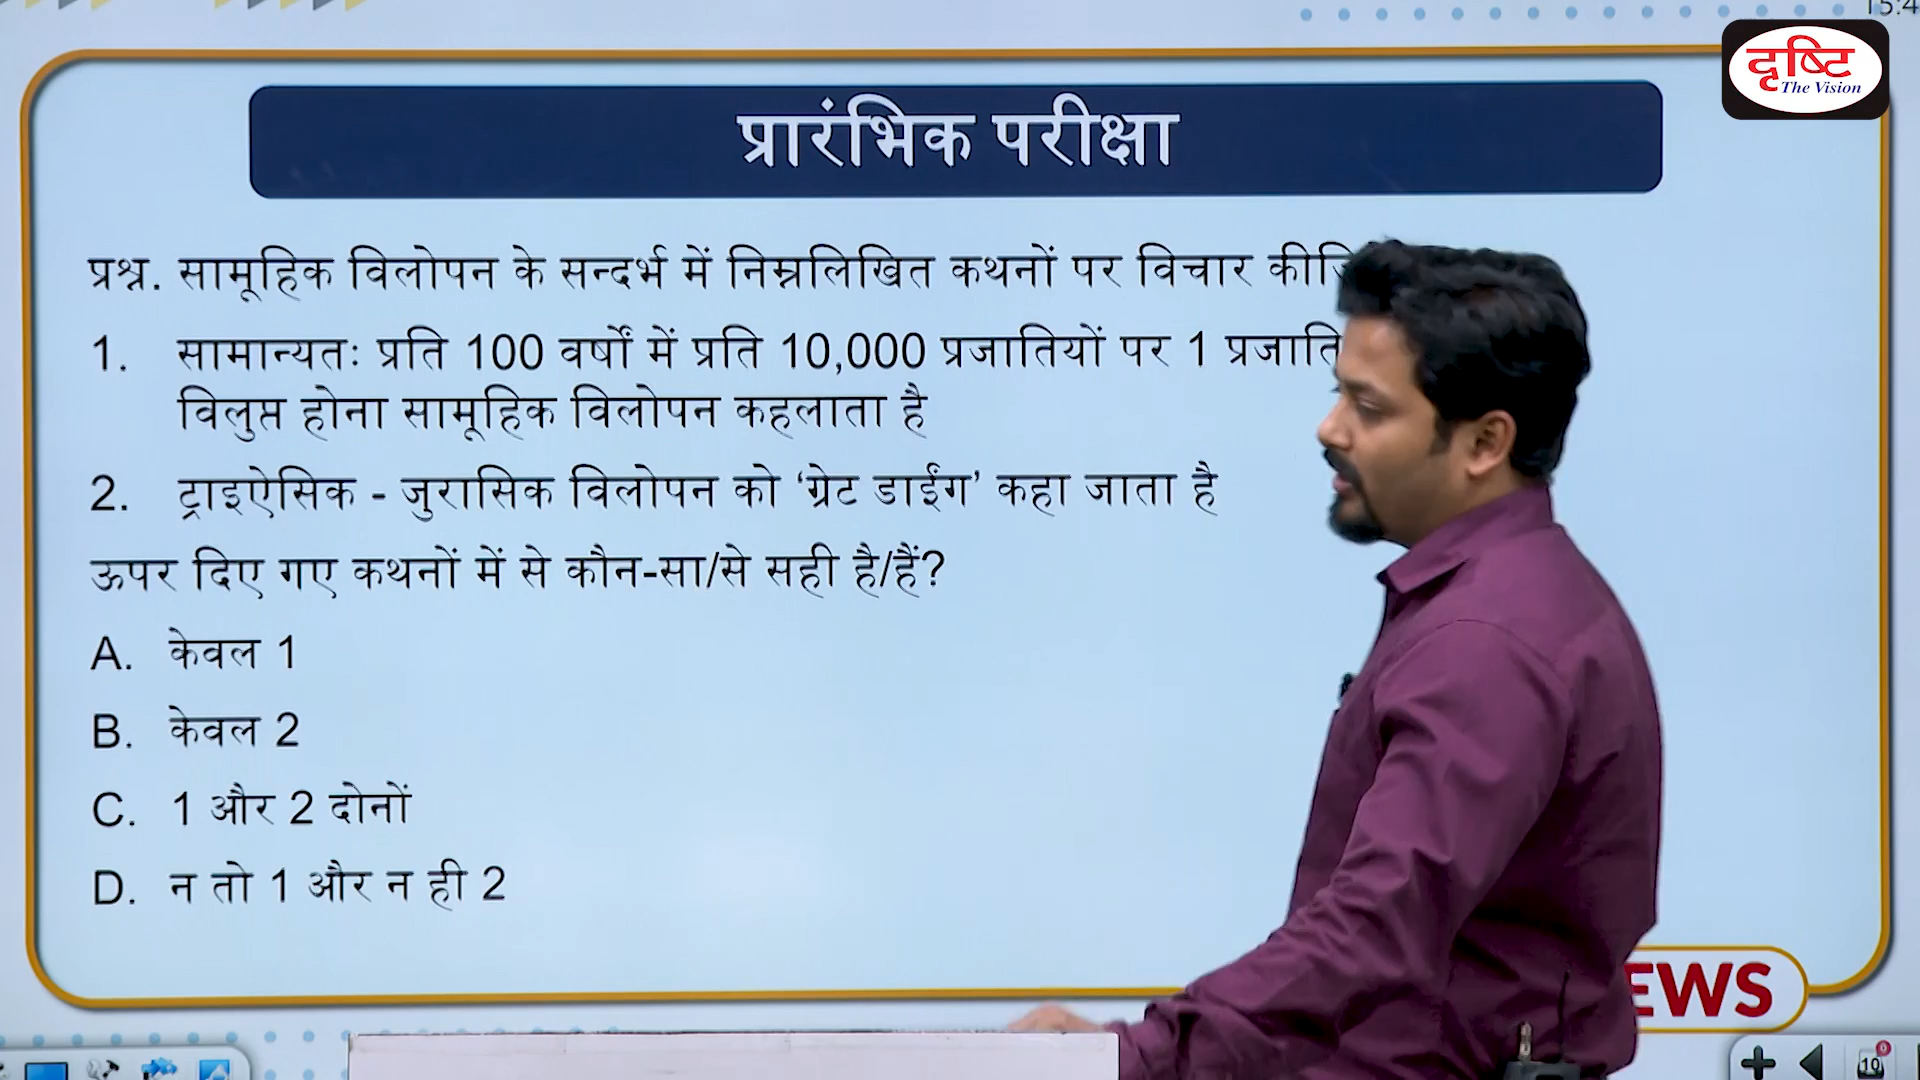 दृष्टि
The Vision
प्रारंभिक परीक्षा
प्रश्न. सामूहिक विलोपन के सन्दर्भ में निम्नलिखित कथनों पर विचार
1. सामान्यतः प्रति 100 वर्षों में प्रति 10,000 प्रजातियों पर 1 प्रजाति
विलुप्त होना सामूहिक विलोपन कहलाता है
2. ट्राइऐसिक - जुरासिक विलोपन को ‘ग्रेट डाईंग’ कहा जाता है
ऊपर दिए गए कथनों में से कौन-सा/से सही है/हैं?
A. केवल 1
B. केवल 2
C. 1 और 2 दोनों
D. न तो 1 और न ही 2
EWS
10